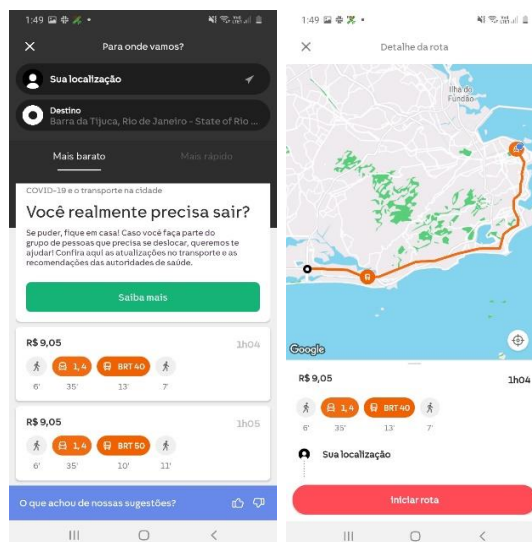 1:49
Para onde vamos?
Sua localização
Destino
Barra da Tijuca, Rio de Janeiro - State of Rio ...
Mais barato
Mais rápido
COVID-19 e o transporte na cidade
Você realmente precisa sair?
Se puder, fique em casa! Caso você faça parte do
grupo de pessoas que precisa se deslocar, queremos te
ajudar! Confira aqui as atualizações no transporte e as
recomendações das autoridades de saúde.
Saiba mais
R$ 9,05 1h04
1, 4 BRT 40
6' 35' 13' 7'
R$ 9,05 1h05
1, 4 BRT 50
6' 35' 10' 11'
O que achou de nossas sugestões?
1:49
Detalhe da rota
Ilha do
Fundão
Google
R$ 9,05 1h04
1, 4 BRT 40
6' 35' 13' 7'
Sua localização
Iniciar rota